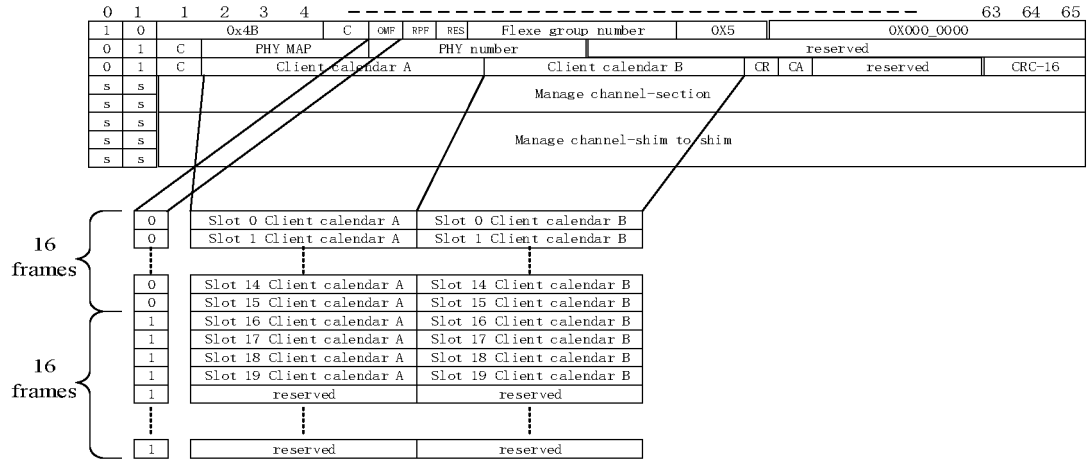 0 1 1 2 3 4 63 64 65
1 0 0x4B C OMF RPF RES Flexe group number 0X5 0X000_0000
0 1 C PHY MAP PHY number reserved
0 1 C Client calendar A Client calendar B CR CA reserved CRC-16
s s
Manage channel-section
s s
s s
Manage channel-shim to shim
s s
s s
0 Slot 0 Client calendar A Slot 0 Client calendar B
0 Slot 1 Client calendar A Slot 1 Client calendar B
16
frames
0 Slot 14 Client calendar A Slot 14 Client calendar B
0 Slot 15 Client calendar A Slot 15 Client calendar B
1 Slot 16 Client calendar A Slot 16 Client calendar B
1 Slot 17 Client calendar A Slot 17 Client calendar B
1 Slot 18 Client calendar A Slot 18 Client calendar B
1 Slot 19 Client calendar A Slot 19 Client calendar B
16
frames
1 reserved reserved
1 reserved reserved